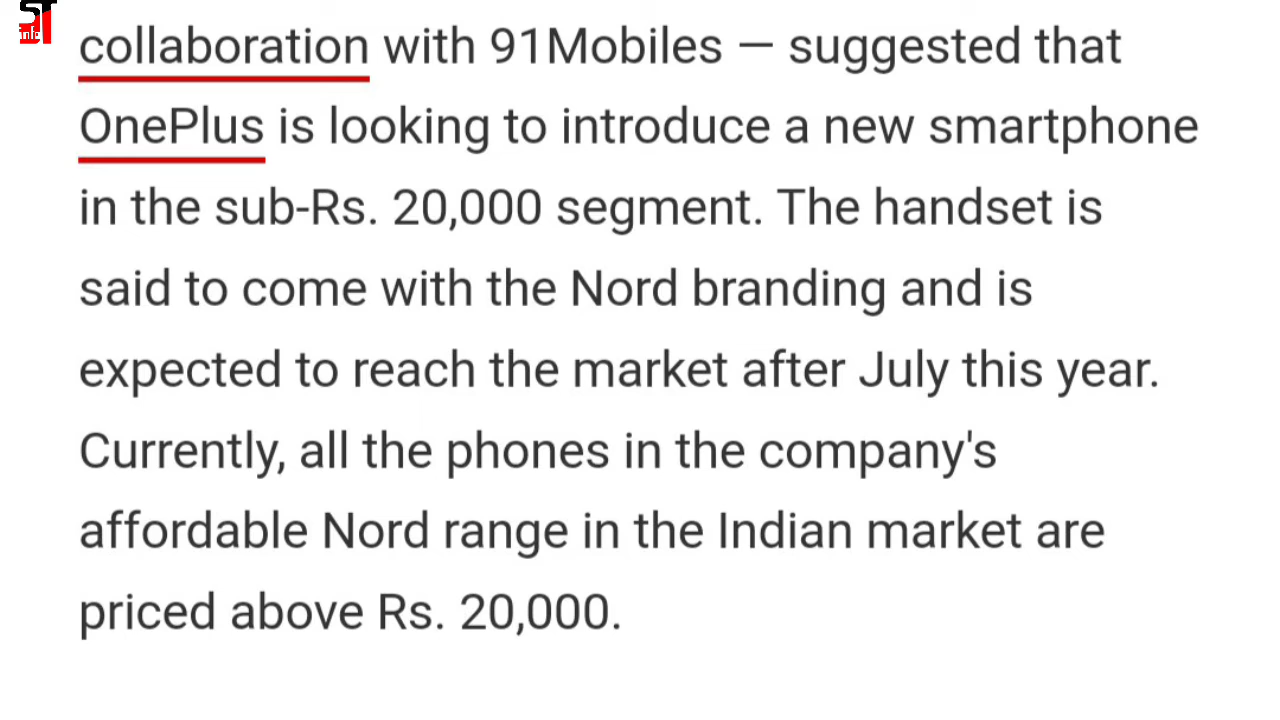 ST
info
collaboration with 91Mobiles — suggested that
OnePlus is looking to introduce a new smartphone
in the sub-Rs. 20,000 segment. The handset is
said to come with the Nord branding and is
expected to reach the market after July this year.
Currently, all the phones in the company's
affordable Nord range in the Indian market are
priced above Rs. 20,000.